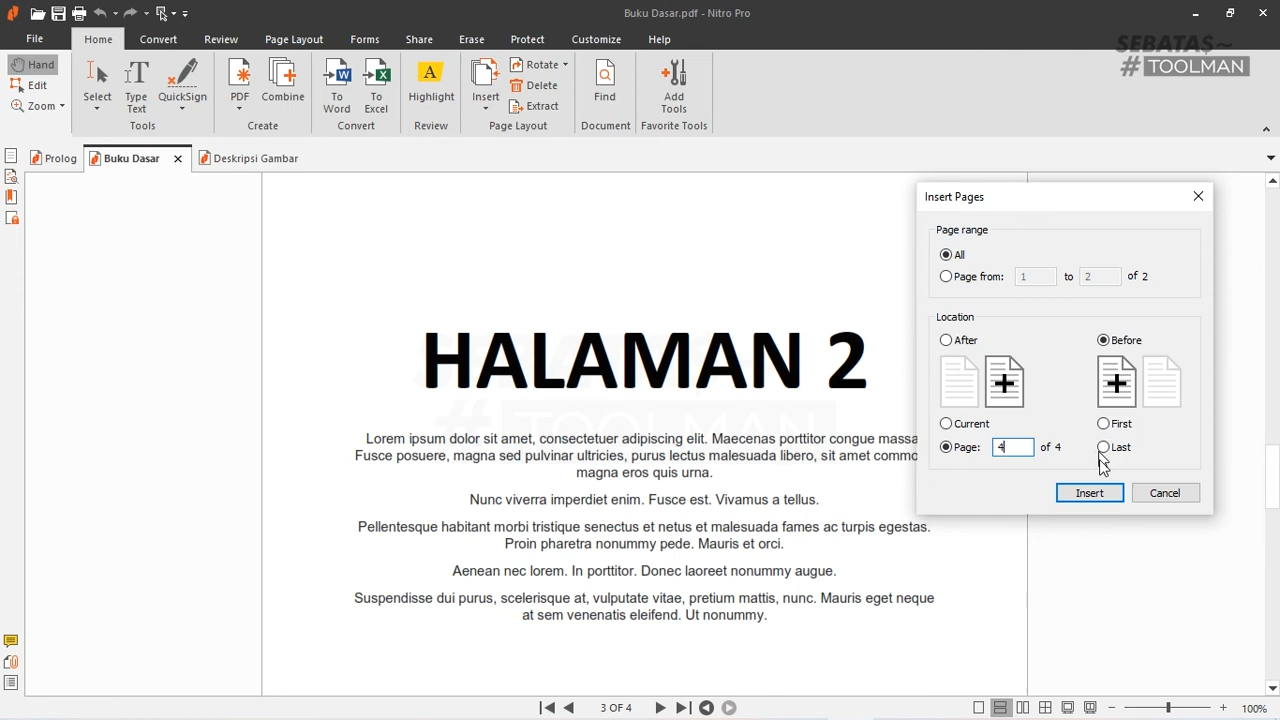 Buku Dasar.pdf - Nitro Pro
File Home Convert Review Page Layout Forms Share Erase Protect Customize Help
SEBATAS~
#TOOLMAN
Hand
Edit
Zoom
Select
Type
Text
QuickSign
Tools
PDF
Combine
Create
To
Word
To
Excel
Convert
Highlight
Review
Insert
Rotate
Delete
Extract
Page Layout
Find
Document
Add
Tools
Favorite Tools
Prolog Buku Dasar Deskripsi Gambar
HALAMAN 2
# TOOLMAN
Lorem ipsum dolor sit amet, consectetuer adipiscing elit. Maecenas porttitor congue massa
Fusce posuere, magna sed pulvinar ultricies, purus lectus malesuada libero, sit amet commo
magna eros quis urna.
Nunc viverra imperdiet enim. Fusce est. Vivamus a tellus.
Pellentesque habitant morbi tristique senectus et netus et malesuada fames ac turpis egestas.
Proin pharetra nonummy pede. Mauris et orci.
Aenean nec lorem. In porttitor. Donec laoreet nonummy augue.
Suspendisse dui purus, scelerisque at, vulputate vitae, pretium mattis, nunc. Mauris eget neque
at sem venenatis eleifend. Ut nonummy.
Insert Pages
Page range
All
Page from: 1 to 2 of 2
Location
After Before
Current First
Page: 4 of 4 Last
Insert Cancel
3 OF 4
100%